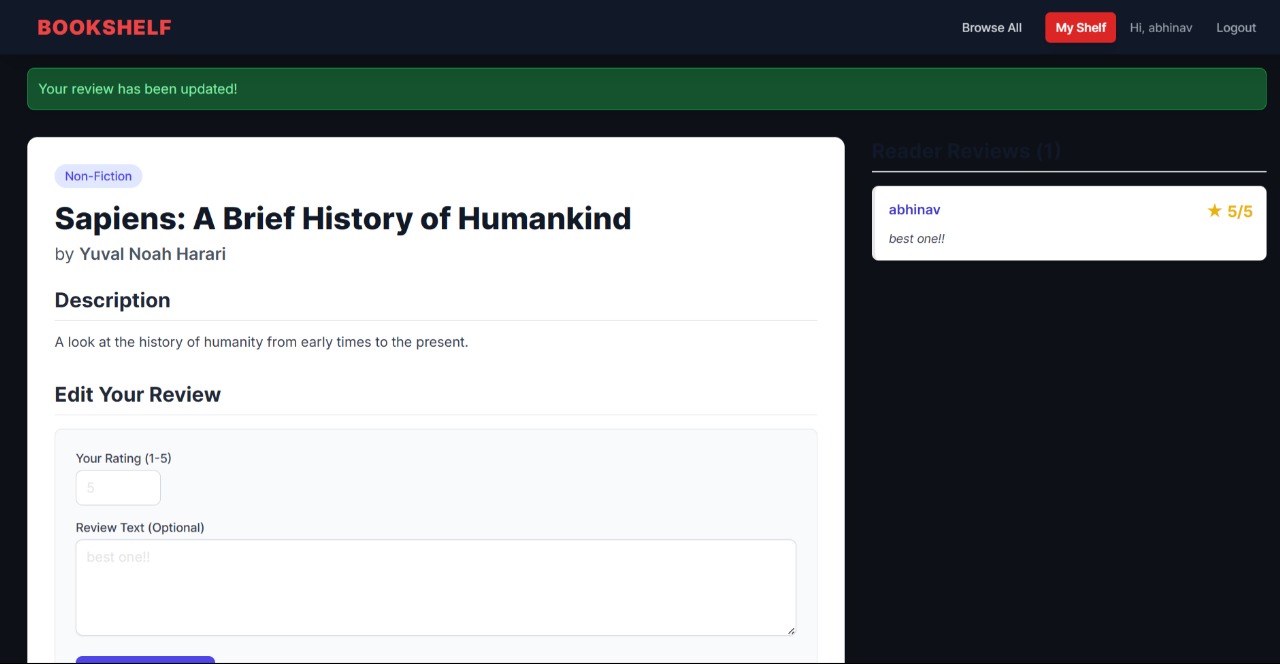 BOOKSHELF
Browse All
My Shelf
Hi, abhinav
Logout
Your review has been updated!
Non-Fiction
Sapiens: A Brief History of Humankind
by Yuval Noah Harari
Description
A look at the history of humanity from early times to the present.
Edit Your Review
Your Rating (1-5)
5
Review Text (Optional)
best one!!
Reader Reviews (1)
abhinav
★ 5/5
best one!!